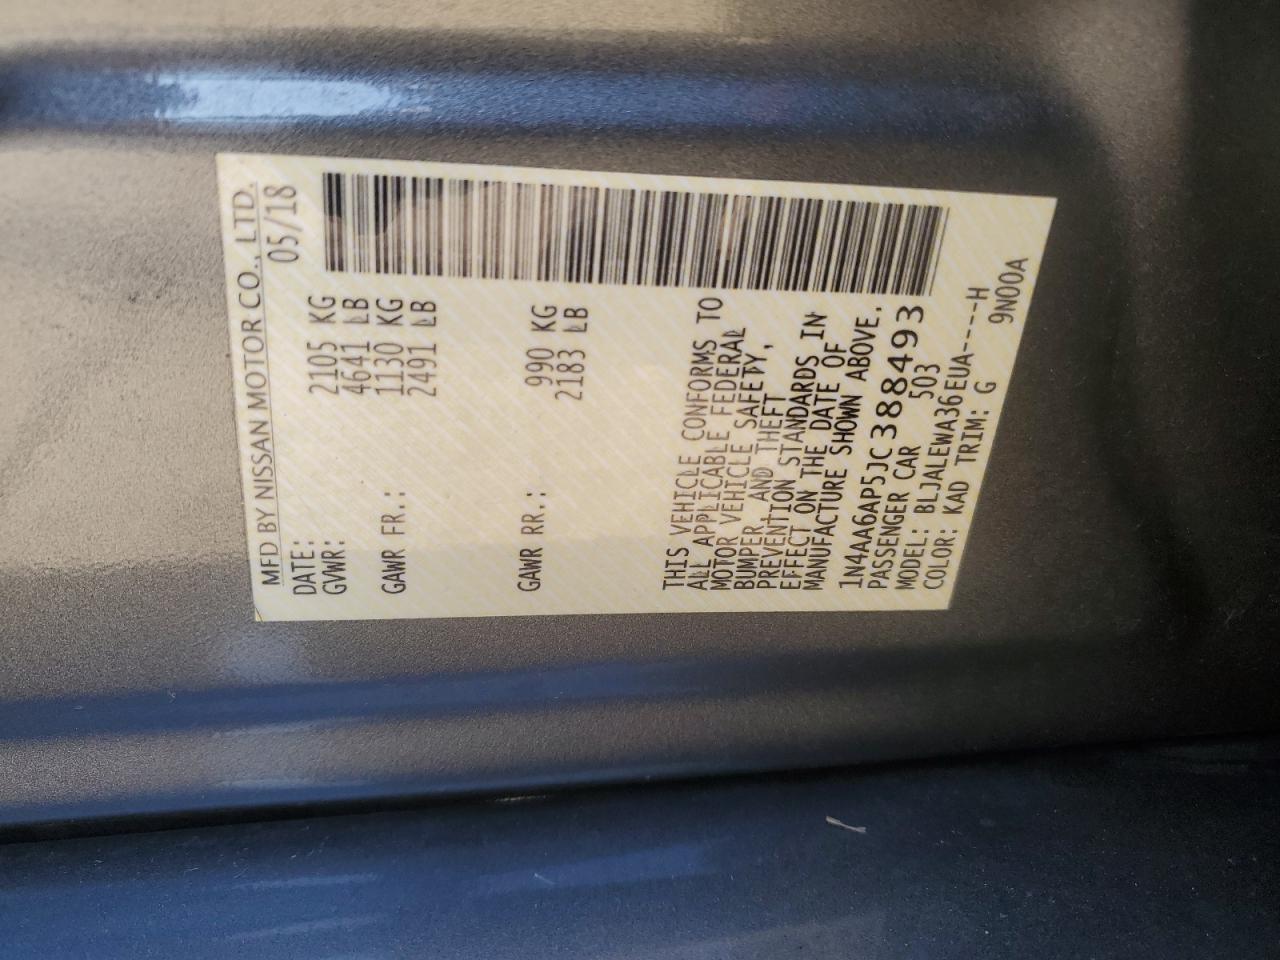 MFD BY NISSAN MOTOR CO., LTD.
DATE: 05/18
GVWR: 2105 KG
4641 LB
GAWR FR.: 1130 KG
2491 LB
GAWR RR.: 990 KG
2183 LB
THIS VEHICLE CONFORMS TO
ALL APPLICABLE FEDERAL
MOTOR VEHICLE SAFETY,
BUMPER, AND THEFT
PREVENTION STANDARDS IN
EFFECT ON THE DATE OF
MANUFACTURE SHOWN ABOVE.
1N4AA6AP5JC388493
PASSENGER CAR 503
MODEL: BLJALEWA36EUA----H
COLOR: KAD TRIM: G 9N00A